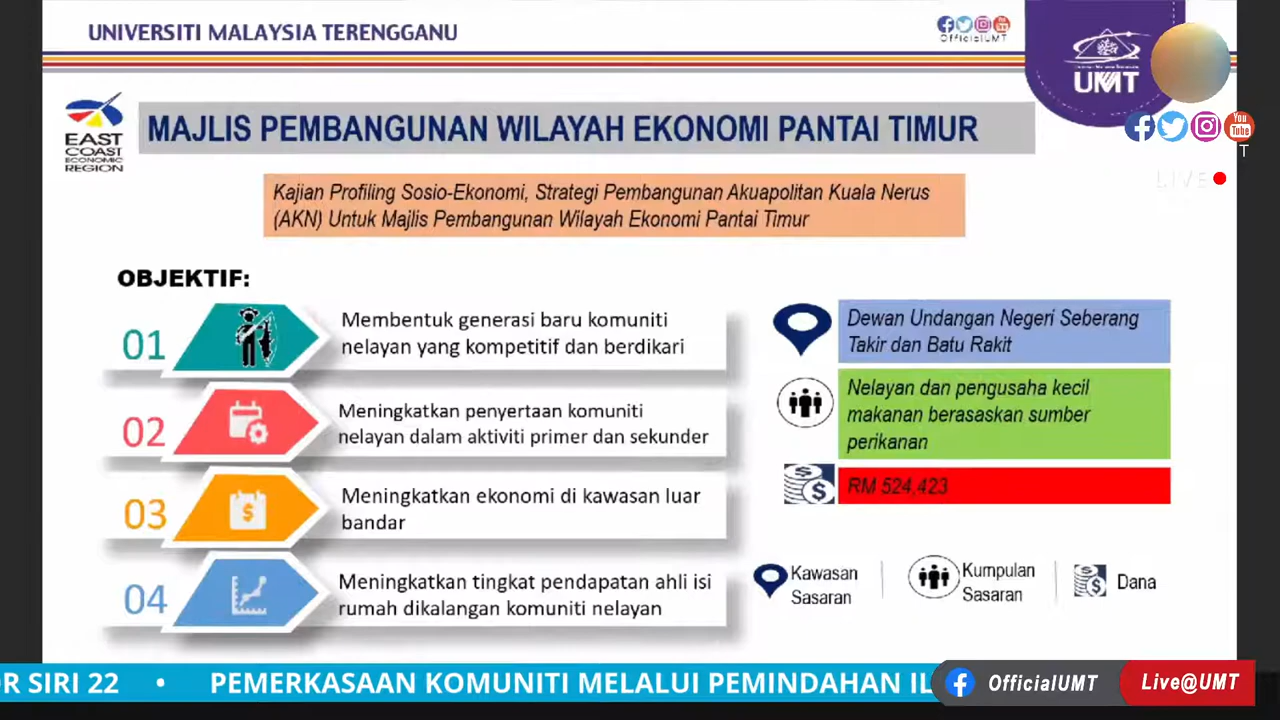 UNIVERSITI MALAYSIA TERENGGANU
OfficialUMT
UMT
EAST
COAST
ECONOMIC
REGION
MAJLIS PEMBANGUNAN WILAYAH EKONOMI PANTAI TIMUR
You
Tube
T
LIVE
Kajian Profiling Sosio-Ekonomi, Strategi Pembangunan Akuapolitan Kuala Nerus
(AKN) Untuk Majlis Pembangunan Wilayah Ekonomi Pantai Timur
OBJEKTIF:
01
Membentuk generasi baru komuniti
nelayan yang kompetitif dan berdikari
02
Meningkatkan penyertaan komuniti
nelayan dalam aktiviti primer dan sekunder
03
Meningkatkan ekonomi di kawasan luar
bandar
04
Meningkatkan tingkat pendapatan ahli isi
rumah dikalangan komuniti nelayan
Dewan Undangan Negeri Seberang
Takir dan Batu Rakit
Nelayan dan pengusaha kecil
makanan berasaskan sumber
perikanan
RM 524,423
Kawasan
Sasaran
Kumpulan
Sasaran
Dana
OR SIRI 22 • PEMERKASAAN KOMUNITI MELALUI PEMINDAHAN IL
OfficialUMT
Live@UMT